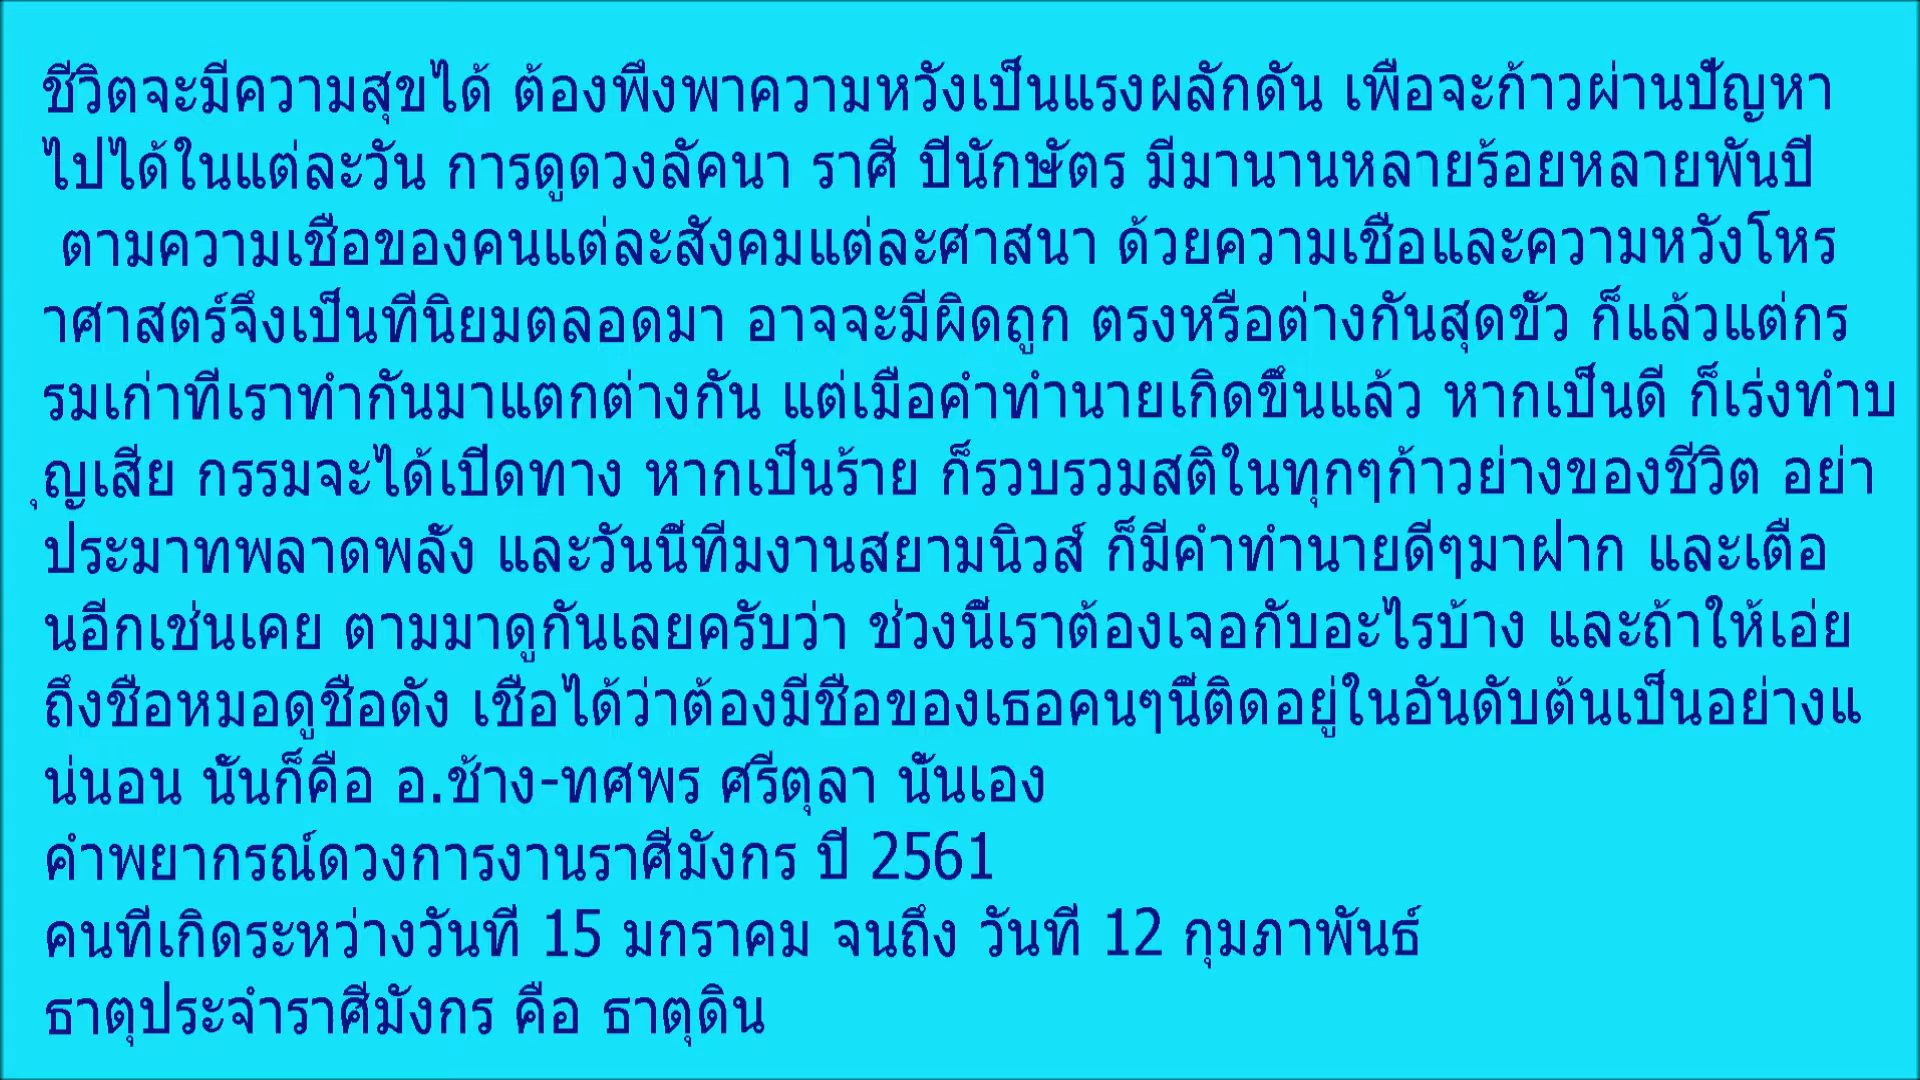 ชีวิตจะมีความสุขได้ ต้องพึ่งพาความหวังเป็นแรงผลักดัน เพื่อจะก้าวผ่านปัญหา
ไปได้ในแต่ละวัน การดูดวงลัคนา ราศี ปีนักษัตร มีมานานหลายร้อยหลายพันปี
ตามความเชื่อของคนแต่ละสังคมแต่ละศาสนา ด้วยความเชื่อและความหวังโหร
าศาสตร์จึงเป็นที่นิยมตลอดมา อาจจะมีผิดถูก ตรงหรือต่างกันสุดขั้ว ก็แล้วแต่กร
รมเก่าที่เราทำกันมาแตกต่างกัน แต่เมื่อคำทำนายเกิดขึ้นแล้ว หากเป็นดี ก็เร่งทำบ
ุญเสีย กรรมจะได้เปิดทาง หากเป็นร้าย ก็รวบรวมสติในทุกๆก้าวย่างของชีวิต อย่า
ประมาทพลาดพลั้ง และวันนี้ทีมงานสยามนิวส์ ก็มีคำทำนายดีๆมาฝาก และเตือ
นอีกเช่นเคย ตามมาดูกันเลยครับว่า ช่วงนี้เราต้องเจอกับอะไรบ้าง และถ้าให้เอ่ย
ถึงชื่อหมอดูชื่อดัง เชื่อได้ว่าต้องมีชื่อของเธอคนๆนี้ติดอยู่ในอันดับต้นเป็นอย่างแ
น่นอน นั้นก็คือ อ.ช้าง-ทศพร ศรีตุลา นั้นเอง
คำพยากรณ์ดวงการงานราศีมังกร ปี 2561
คนที่เกิดระหว่างวันที่ 15 มกราคม จนถึง วันที่ 12 กุมภาพันธ์
ธาตุประจำราศีมังกร คือ ธาตุดิน